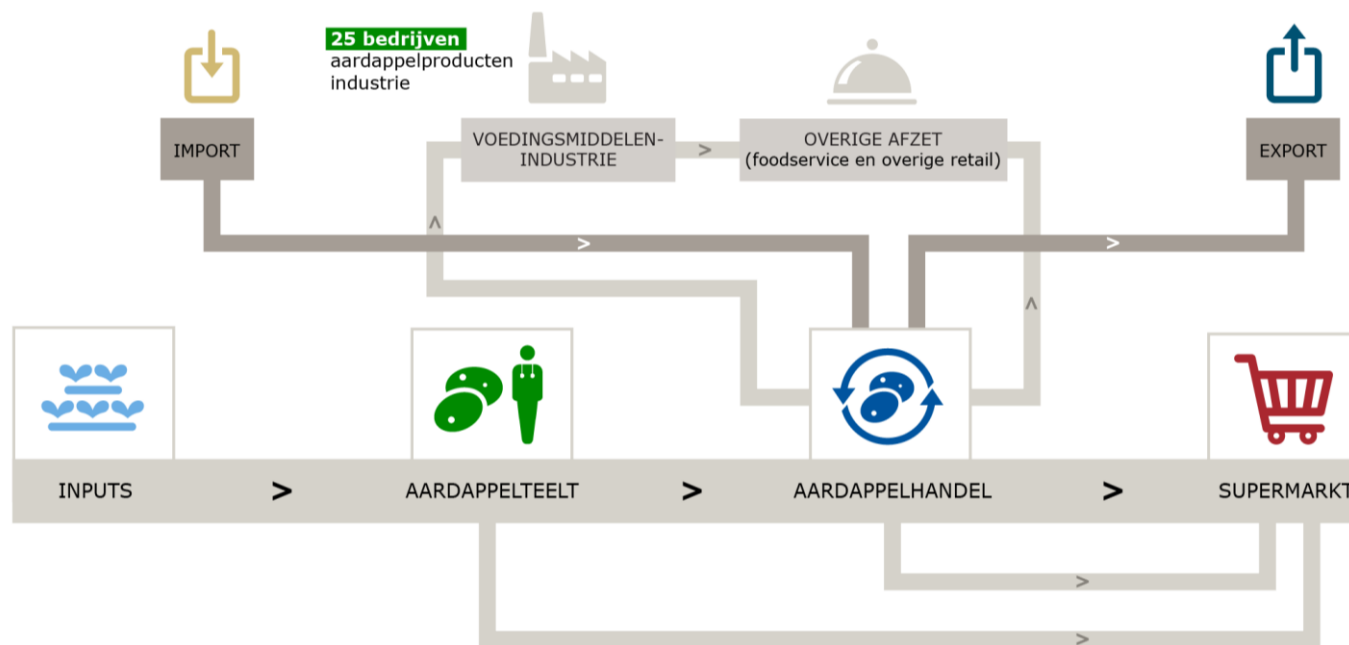 25 bedrijven
aardappelproducten
industrie
IMPORT
VOEDINGSMIDDELEN-
INDUSTRIE
>
OVERIGE AFZET
(foodservice en overige retail)
EXPORT
>
>
>
>
>
INPUTS
>
AARDAPPELTEELT
>
AARDAPPELHANDEL
>
SUPERMARKT
>
>